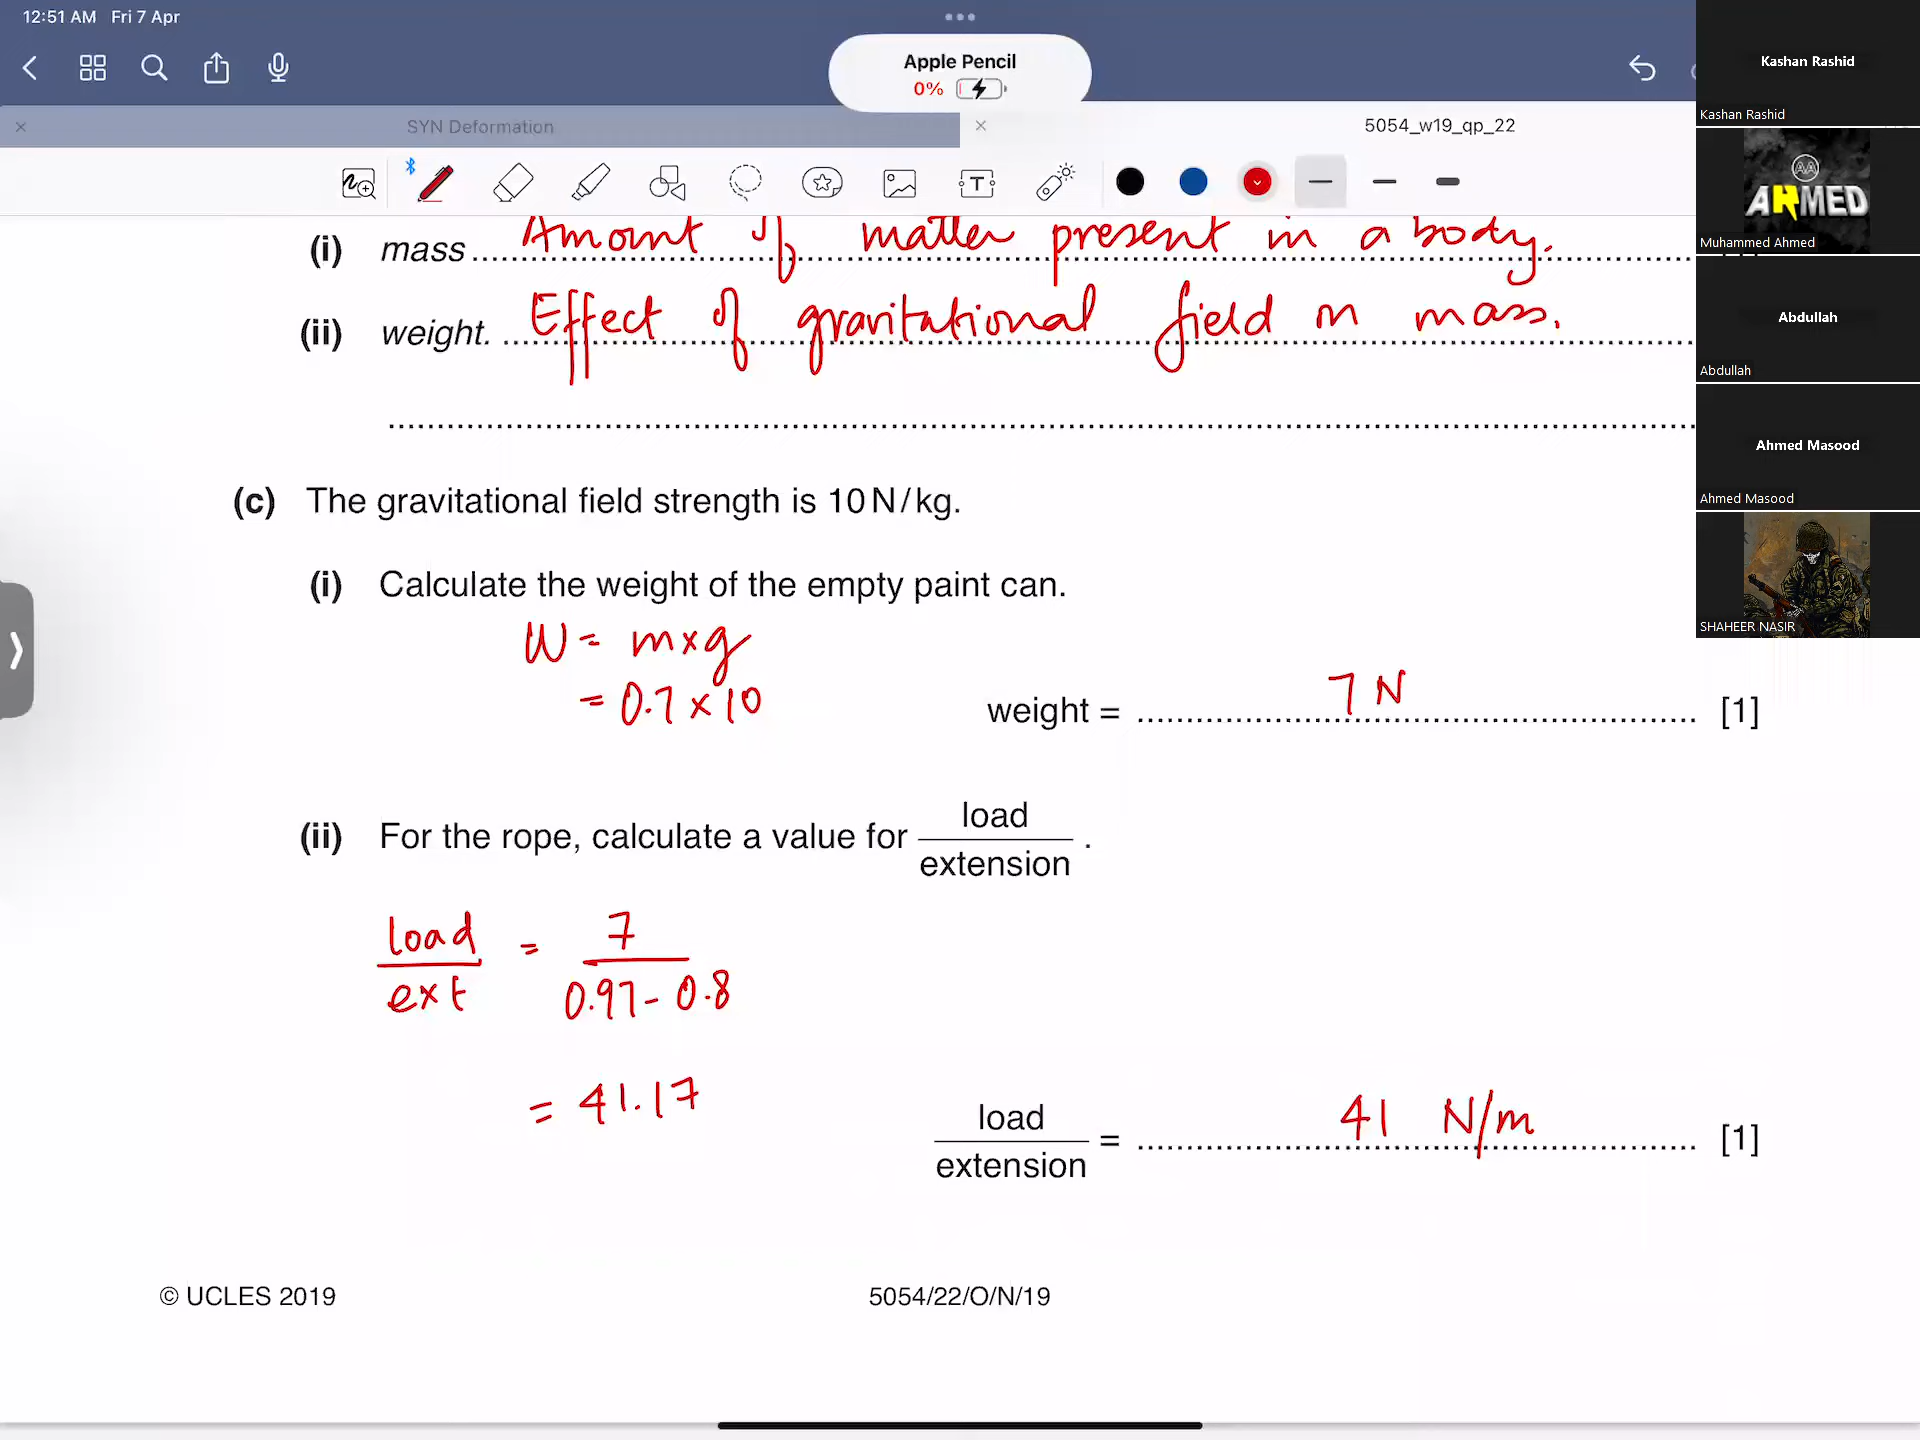 12:51 AM Fri 7 Apr
Apple Pencil
0%
SYN Deformation
5054_w19_qp_22
(i) mass Amount of matter present in a body.
(ii) weight. Effect of gravitational field on mass.
(c) The gravitational field strength is 10 N/kg.
(i) Calculate the weight of the empty paint can.
W = m×g
= 0.7 × 10
weight = 7 N [1]
(ii) For the rope, calculate a value for load/extension.
load/ext = 7/0.97 - 0.8
= 41.17
load/extension = 41 N/m [1]
© UCLES 2019
5054/22/O/N/19
Kashan Rashid
Kashan Rashid
AA
ARMED
Muhammed Ahmed
Abdullah
Abdullah
Ahmed Masood
Ahmed Masood
SHAHEER NASIR